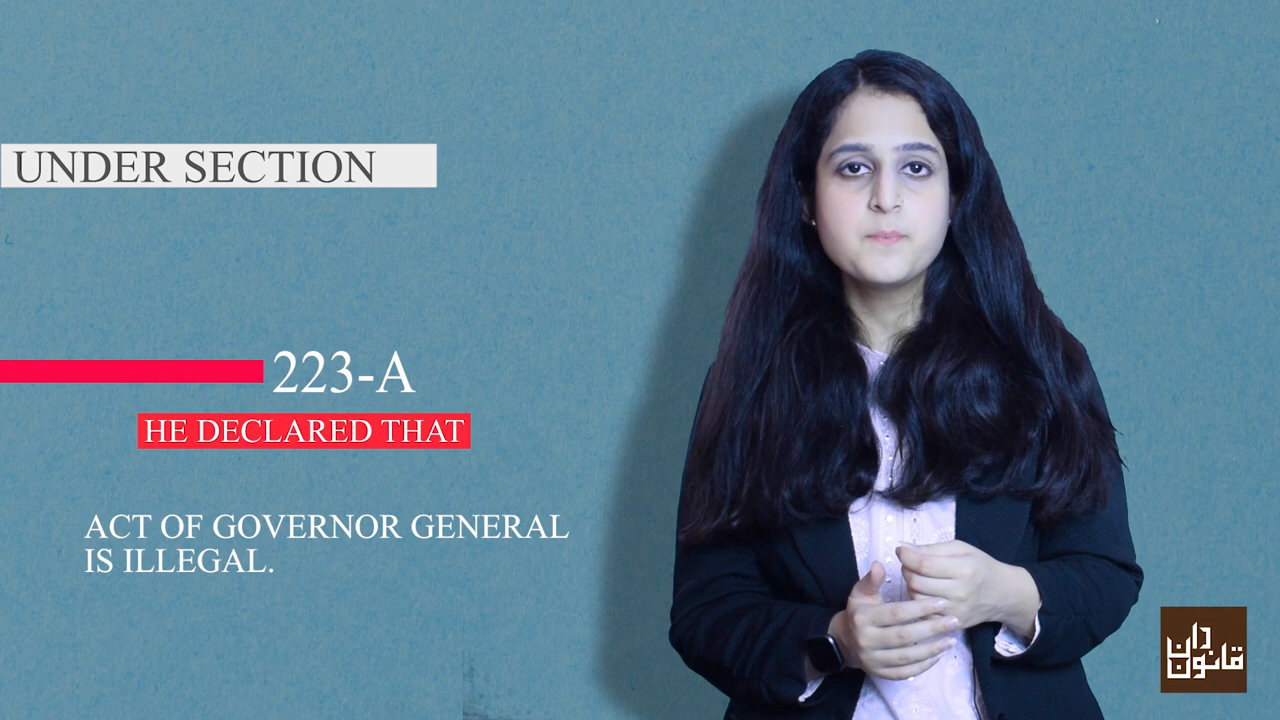 UNDER SECTION
223-A
HE DECLARED THAT
ACT OF GOVERNOR GENERAL
IS ILLEGAL.
قانون دان